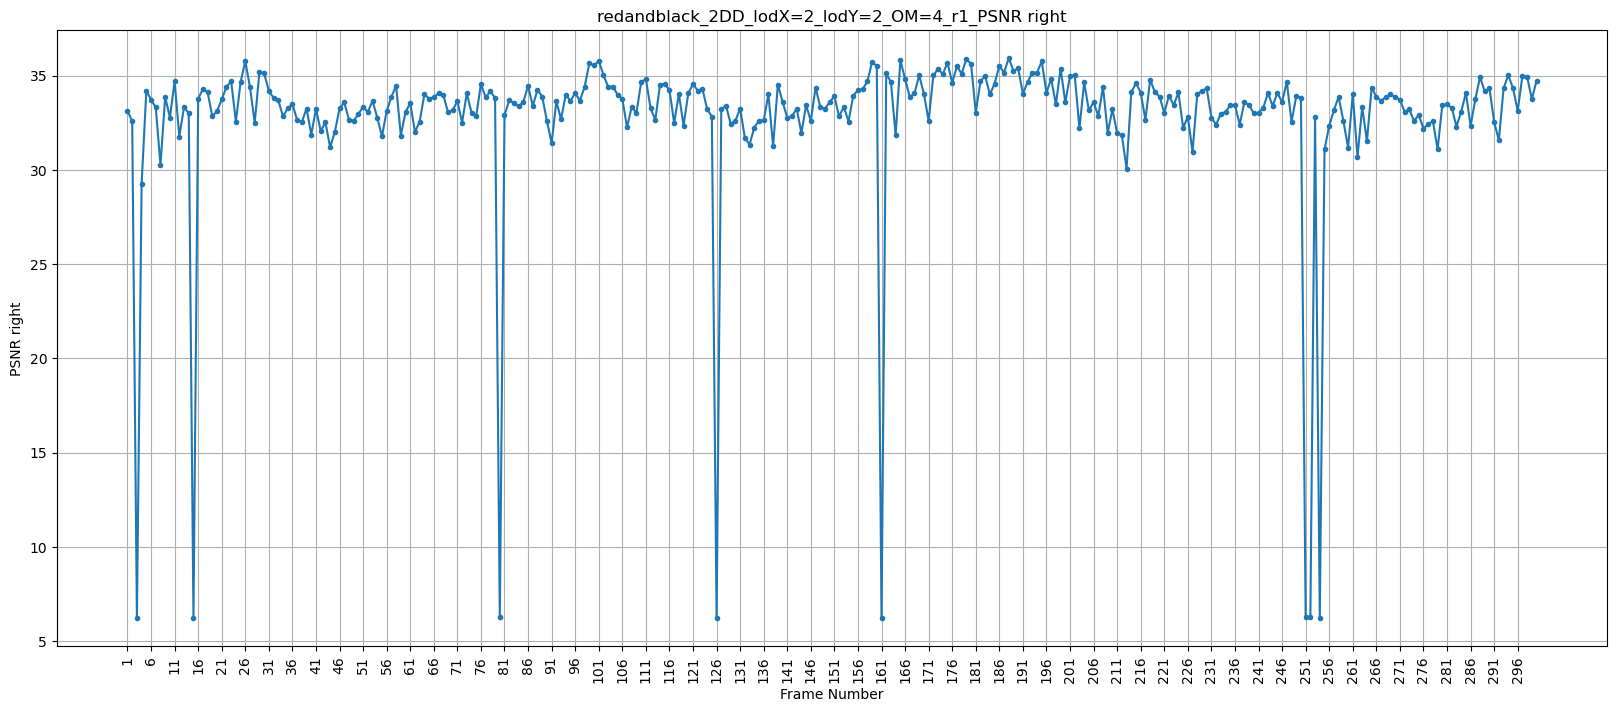 redandblack_2DD_lodX=2_lodY=2_OM=4_r1_PSNR right
PSNR right
35
30
25
20
15
10
5
1 6 11 16 21 26 31 36 41 46 51 56 61 66 71 76 81 86 91 96 101 106 111 116 121 126 131 136 141 146 151 156 161 166 171 176 181 186 191 196 201 206 211 216 221 226 231 236 241 246 251 256 261 266 271 276 281 286 291 296
Frame Number